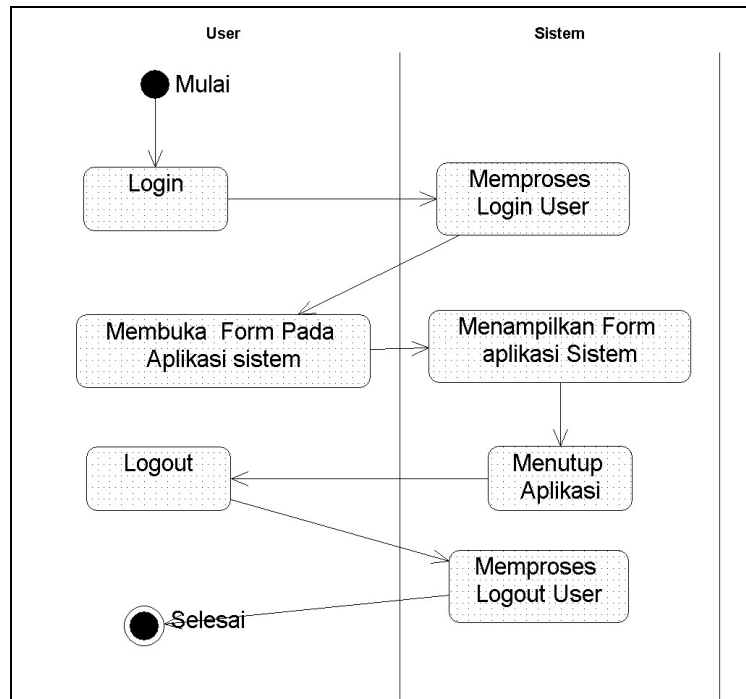 User
Sistem
Mulai
Login
Memproses
Login User
Membuka Form Pada
Aplikasi sistem
Menampilkan Form
aplikasi Sistem
Logout
Menutup
Aplikasi
Memproses
Logout User
Selesai